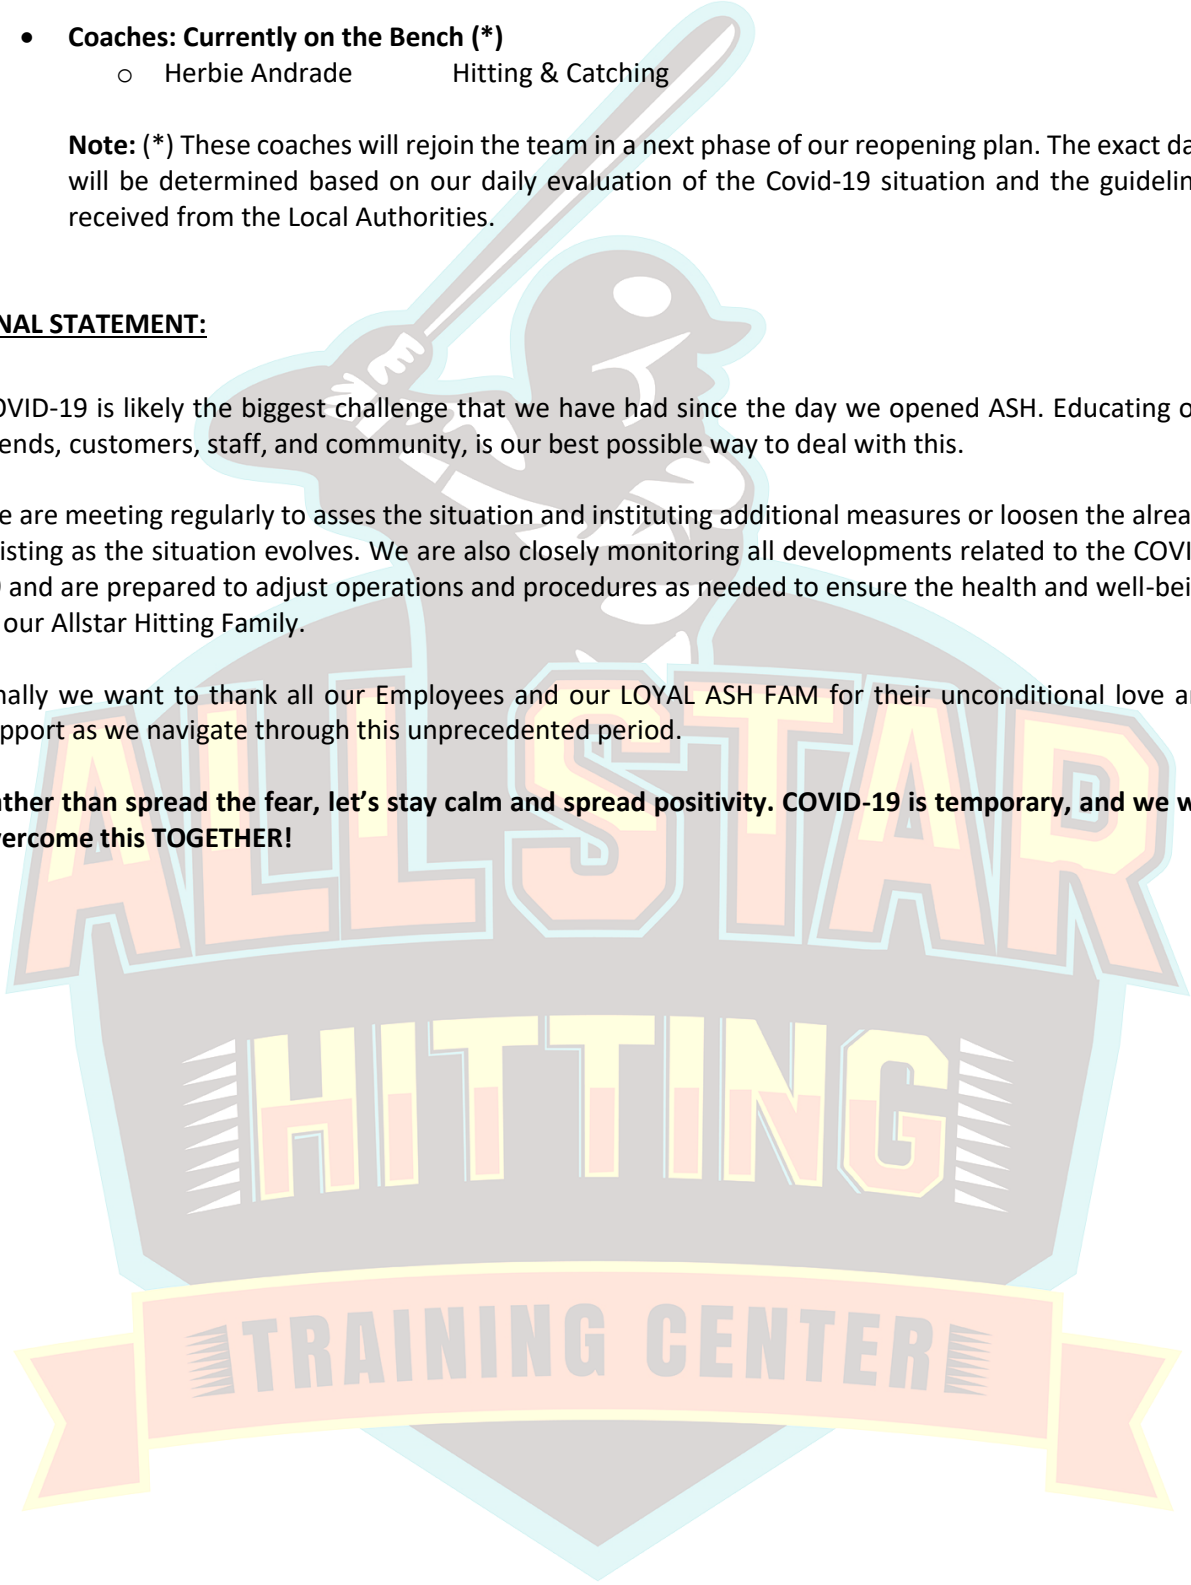 • Coaches: Currently on the Bench (*)
o Herbie Andrade Hitting & Catching
Note: (*) These coaches will rejoin the team in a next phase of our reopening plan. The exact da
will be determined based on our daily evaluation of the Covid-19 situation and the guidelin
received from the Local Authorities.
NAL STATEMENT:
OVID-19 is likely the biggest challenge that we have had since the day we opened ASH. Educating o
ends, customers, staff, and community, is our best possible way to deal with this.
e are meeting regularly to asses the situation and instituting additional measures or loosen the alrea
isting as the situation evolves. We are also closely monitoring all developments related to the COVI
9 and are prepared to adjust operations and procedures as needed to ensure the health and well-bei
our Allstar Hitting Family.
nally we want to thank all our Employees and our LOYAL ASH FAM for their unconditional love a
pport as we navigate through this unprecedented period.
ather than spread the fear, let’s stay calm and spread positivity. COVID-19 is temporary, and we w
vercome this TOGETHER!
ALLSTAR
HITTING
TRAINING CENTER